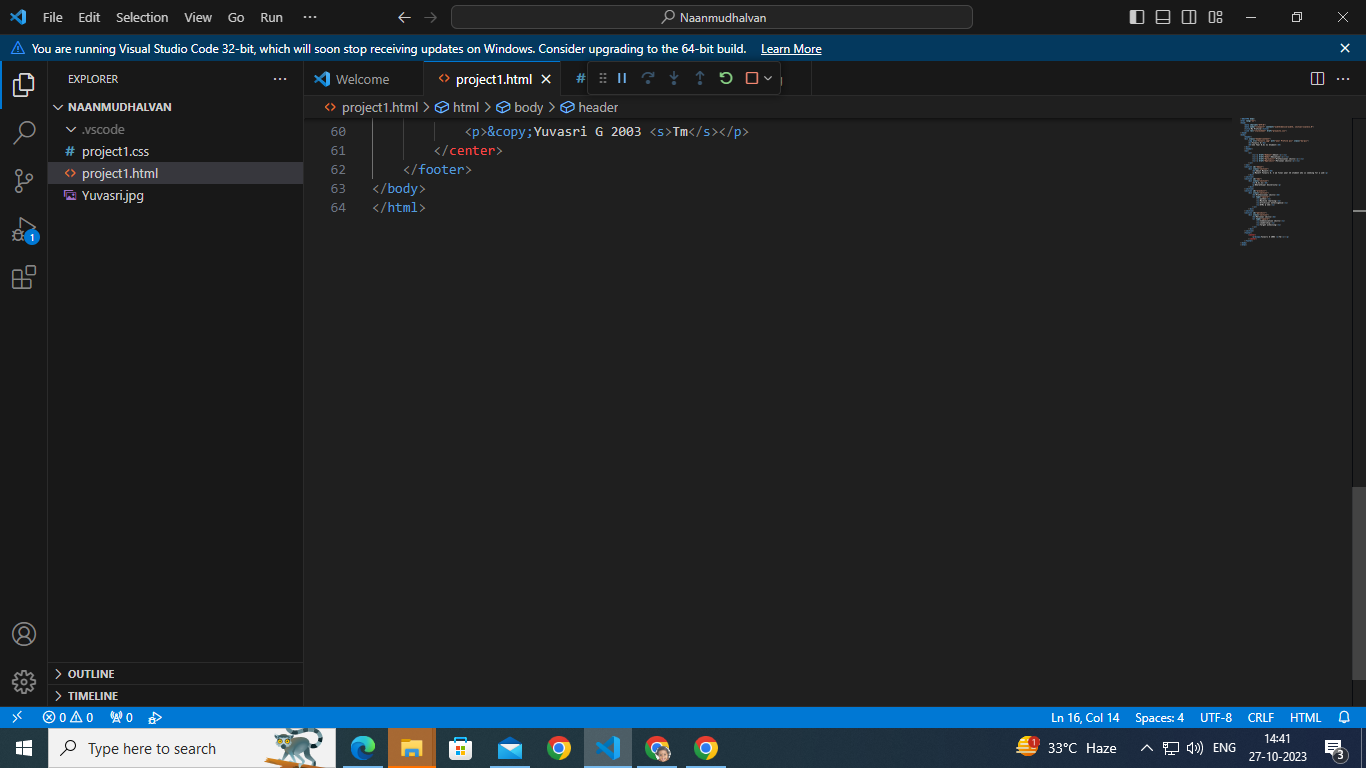 File Edit Selection View Go Run ··· Naanmudhalvan
You are running Visual Studio Code 32-bit, which will soon stop receiving updates on Windows. Consider upgrading to the 64-bit build. Learn More
EXPLORER ···
Welcome project1.html #
NAANMUDHALVAN
project1.html > html > body > header
.vscode
# project1.css
project1.html
Yuvasri.jpg
1
60 <p>&copy;Yuvasri G 2003 <s>Tm</s></p>
61 </center>
62 </footer>
63 </body>
64 </html>
OUTLINE
TIMELINE
0 0 0 Ln 16, Col 14 Spaces: 4 UTF-8 CRLF HTML
Type here to search 1 33°C Haze ENG 14:41
27-10-2023 3